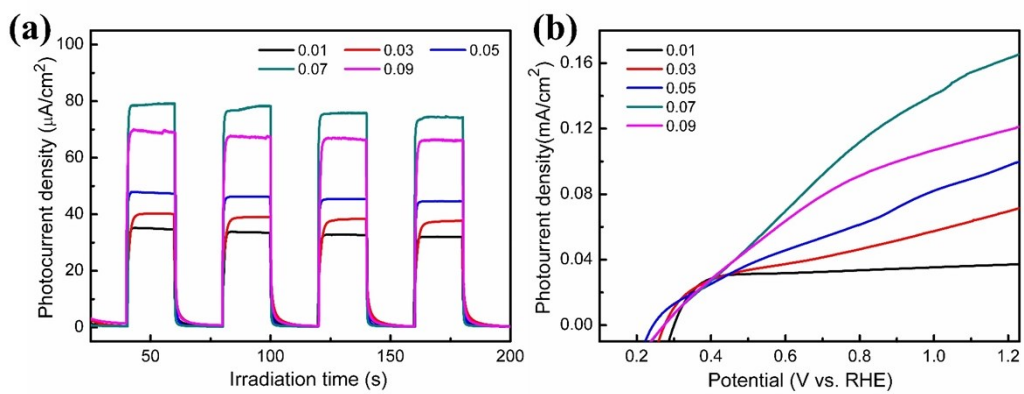 (a)
Photocurrent density (μA/cm²)
100
80
60
40
20
0
0.01 0.03 0.05
0.07 0.09
50 100 150 200
Irradiation time (s)
(b)
Photourrent density(mA/cm²)
0.16
0.12
0.08
0.04
0.00
0.01
0.03
0.05
0.07
0.09
0.2 0.4 0.6 0.8 1.0 1.2
Potential (V vs. RHE)